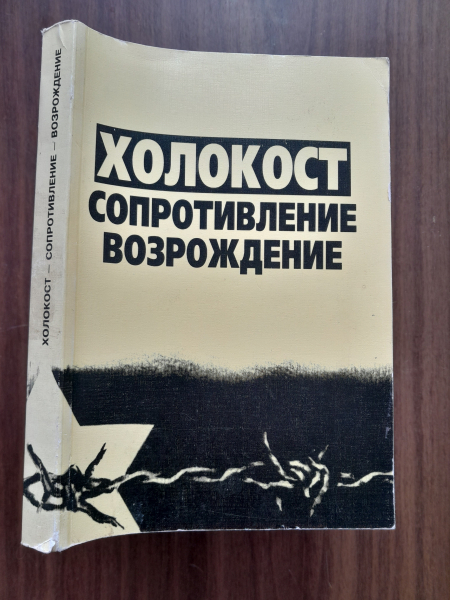 ХОЛОКОСТ
СОПРОТИВЛЕНИЕ
ВОЗРОЖДЕНИЕ
ХОЛОКОСТ – СОПРОТИВЛЕНИЕ – ВОЗРОЖДЕНИЕ